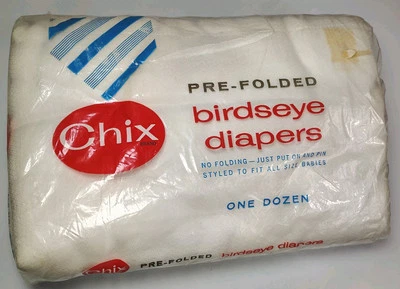 PRE-FOLDED
birdseye
diapers
Chix
NO FOLDING—JUST PUT ON AND PIN
STYLED TO FIT ALL SIZE BABIES
ONE DOZEN
Chix PRE-FOLDED birdseye diapers